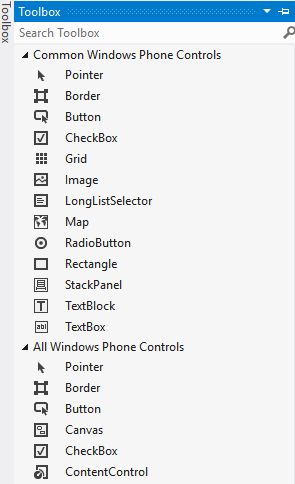 Toolbox
Toolbox
Search Toolbox
Common Windows Phone Controls
Pointer
Border
Button
CheckBox
Grid
Image
LongListSelector
Map
RadioButton
Rectangle
StackPanel
TextBlock
TextBox
All Windows Phone Controls
Pointer
Border
Button
Canvas
CheckBox
ContentControl